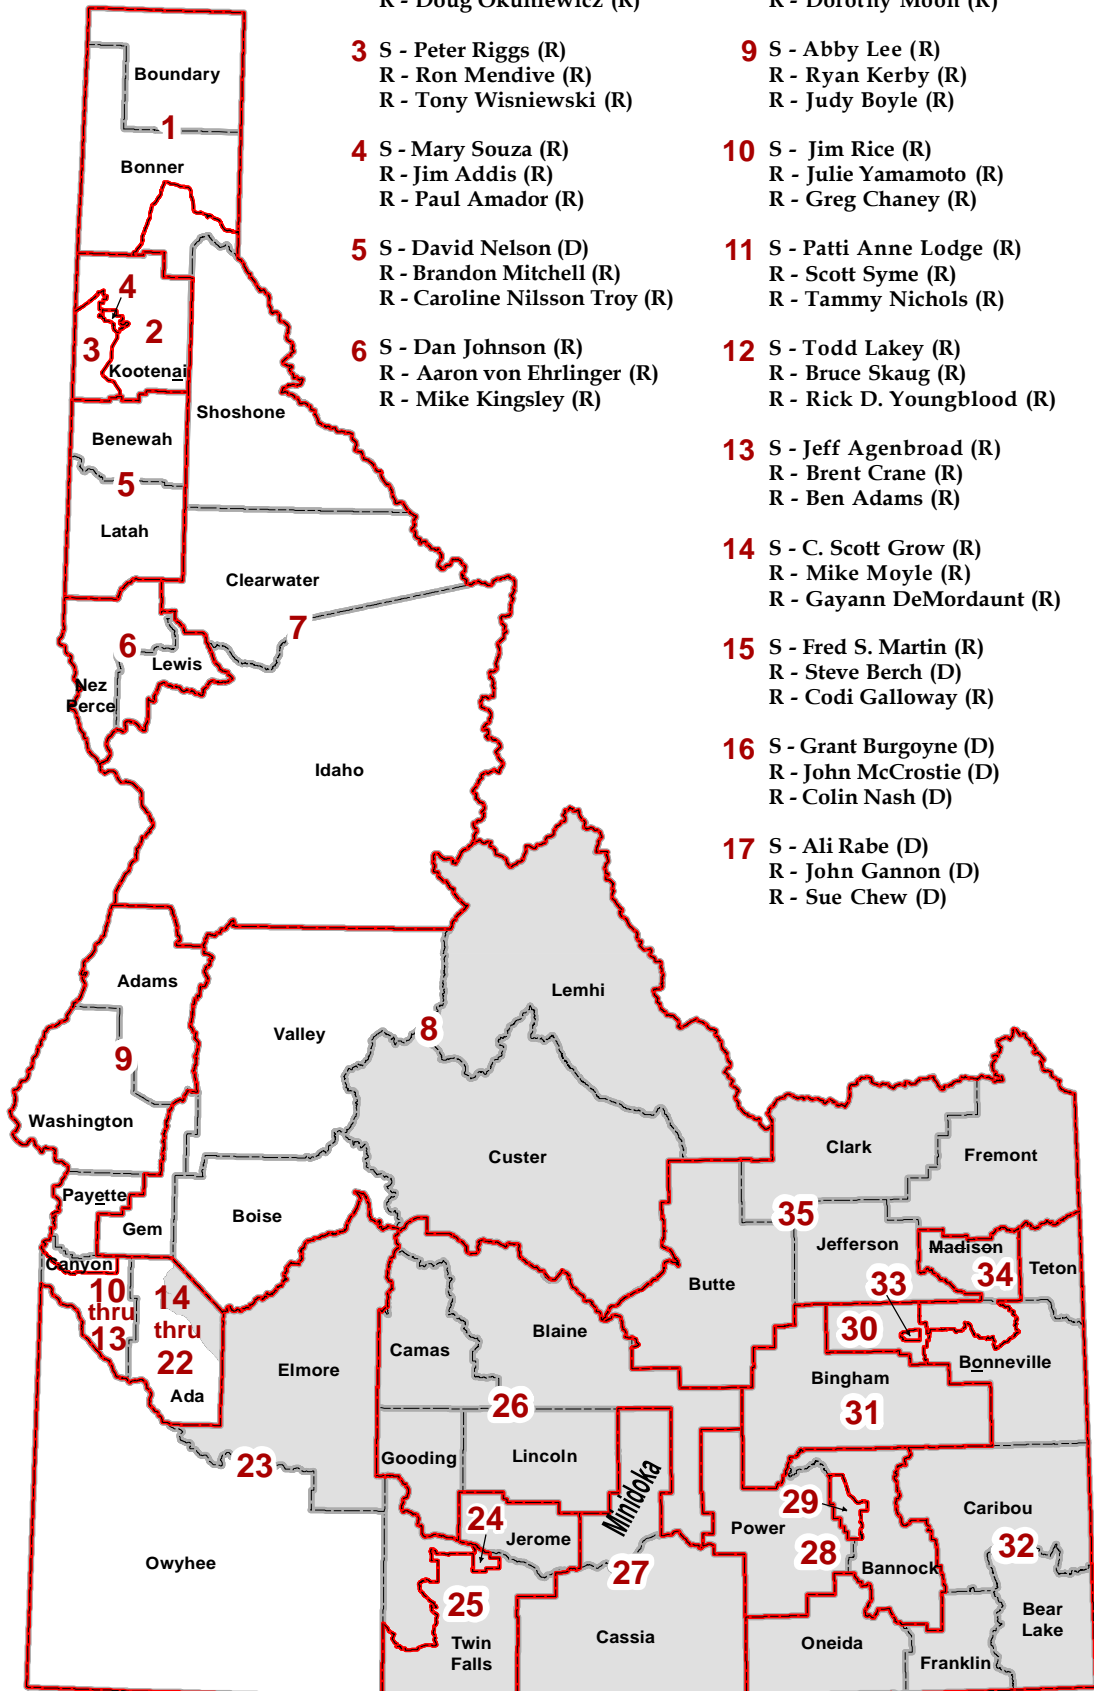 R - Doug Okuniewicz (R)
3 S - Peter Riggs (R)
R - Ron Mendive (R)
R - Tony Wisniewski (R)
4 S - Mary Souza (R)
R - Jim Addis (R)
R - Paul Amador (R)
5 S - David Nelson (D)
R - Brandon Mitchell (R)
R - Caroline Nilsson Troy (R)
6 S - Dan Johnson (R)
R - Aaron von Ehrlinger (R)
R - Mike Kingsley (R)
R - Dorothy Moon (R)
9 S - Abby Lee (R)
R - Ryan Kerby (R)
R - Judy Boyle (R)
10 S - Jim Rice (R)
R - Julie Yamamoto (R)
R - Greg Chaney (R)
11 S - Patti Anne Lodge (R)
R - Scott Syme (R)
R - Tammy Nichols (R)
12 S - Todd Lakey (R)
R - Bruce Skaug (R)
R - Rick D. Youngblood (R)
13 S - Jeff Agenbroad (R)
R - Brent Crane (R)
R - Ben Adams (R)
14 S - C. Scott Grow (R)
R - Mike Moyle (R)
R - Gayann DeMordaunt (R)
15 S - Fred S. Martin (R)
R - Steve Berch (D)
R - Codi Galloway (R)
16 S - Grant Burgoyne (D)
R - John McCrostie (D)
R - Colin Nash (D)
17 S - Ali Rabe (D)
R - John Gannon (D)
R - Sue Chew (D)
Boundary
1
Bonner
4
2
3
Kootenai
Shoshone
Benewah
5
Latah
Clearwater
7
6
Lewis
Nez
Perce
Idaho
Adams
Lemhi
Valley
8
9
Washington
Custer
Clark
Fremont
Payette
Gem
Boise
35
Jefferson
Madison
34
Teton
Canyon
10
thru
13
14
thru
22
Ada
Butte
33
30
Blaine
Camas
Elmore
Bonneville
Bingham
31
26
Gooding
Lincoln
Minidoka
23
29
Caribou
24
Jerome
Power
28
32
Owyhee
27
Bannock
25
Bear
Lake
Twin
Falls
Cassia
Oneida
Franklin